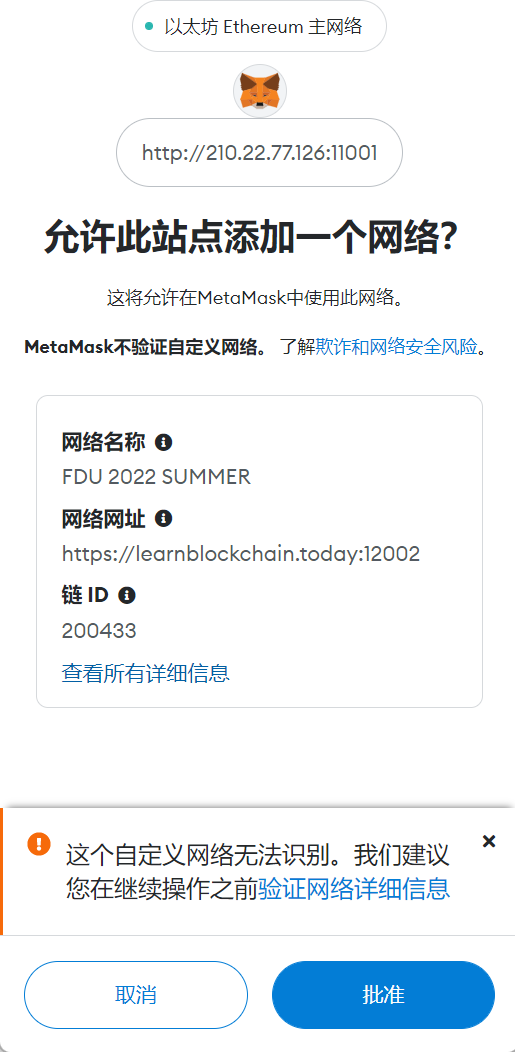 以太坊 Ethereum 主网络
http://210.22.77.126:11001
允许此站点添加一个网络？
这将允许在MetaMask中使用此网络。
MetaMask不验证自定义网络。 了解欺诈和网络安全风险。
网络名称
FDU 2022 SUMMER
网络网址
https://learnblockchain.today:12002
链 ID
200433
查看所有详细信息
这个自定义网络无法识别。我们建议
您在继续操作之前验证网络详细信息
取消
批准